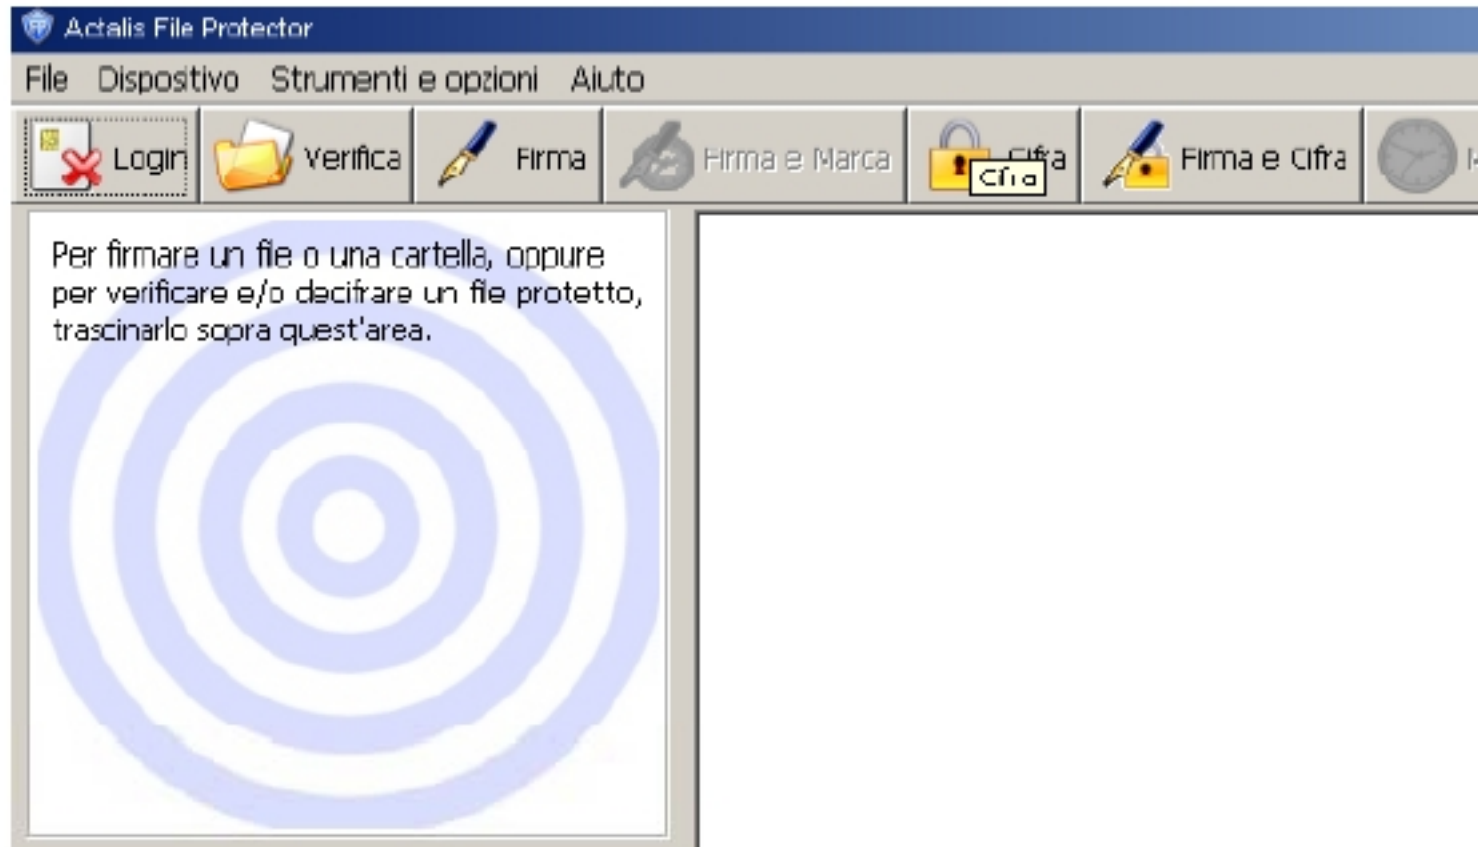 Actalis File Protector
File Dispositivo Strumenti e opzioni Aiuto
Login Verifica Firma Firma e Marca Cifra Firma e Cifra
Cifra
Per firmare un file o una cartella, oppure
per verificare e/o decifrare un file protetto,
trascinarlo sopra quest'area.